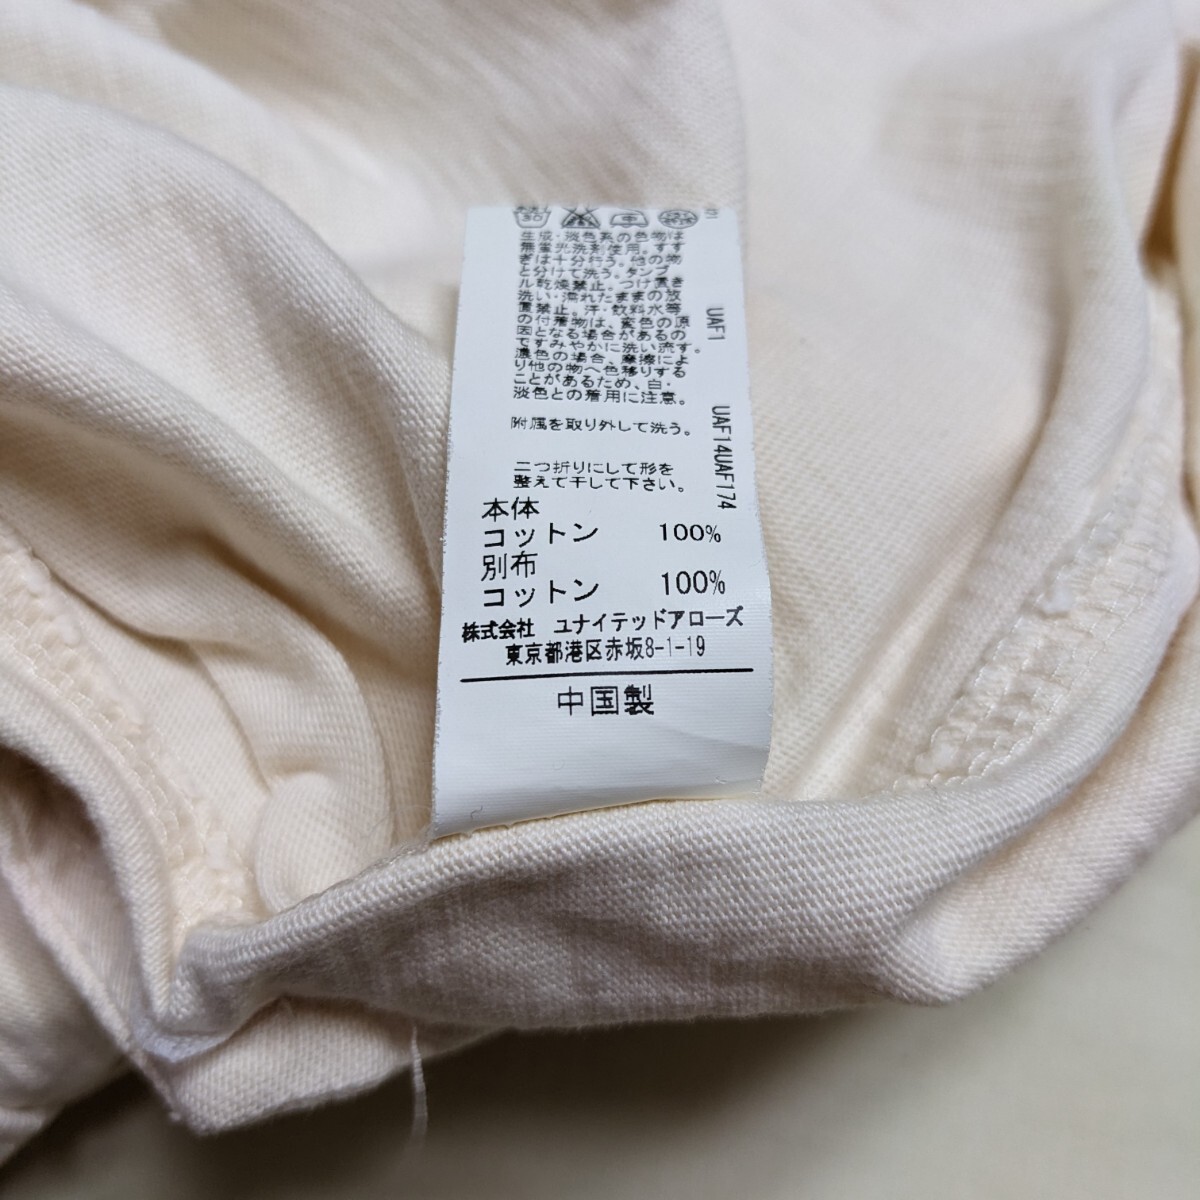 30 中
生成・淡色系の色物は
無蛍光洗剤使用。すす
ぎは十分行う。他の物
と分けて洗う。タンブ
ル乾燥禁止。つけ置き
洗い・濡れたままの放
置禁止。汗・飲料水等
の付着物は、変色の原
因となる場合があるの
ですみやかに洗い流す。
濃色の場合、摩擦によ
り他の物へ色移りする
ことがあるため、白・
淡色との着用に注意。
附属を取り外して洗う。
二つ折りにして形を
整えて干して下さい。
本体
コットン 100%
別布
コットン 100%
株式会社 ユナイテッドアローズ
東京都港区赤坂8-1-19
中国製
01
UAF1
UAF14UAF174